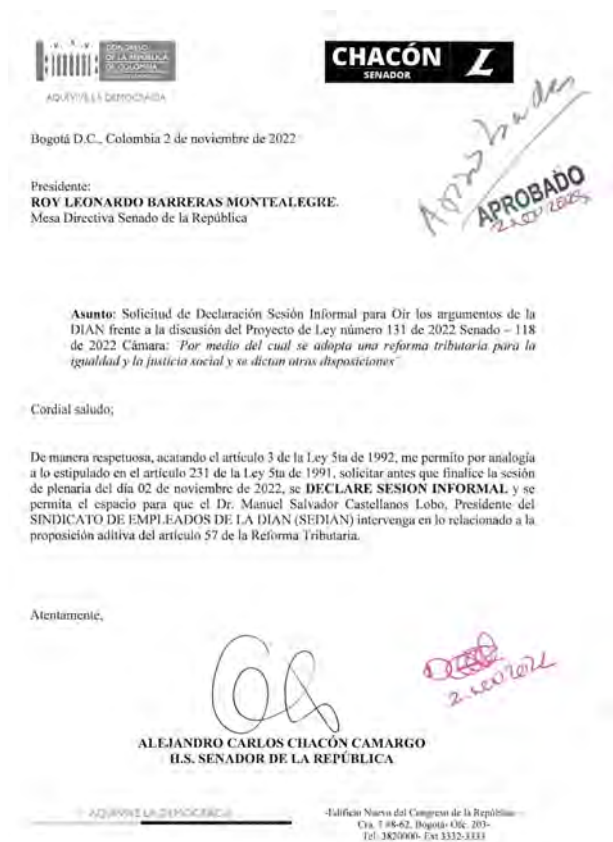 CONGRESO
DE LA REPÚBLICA
DE COLOMBIA
AQUÍ VIVE LA DEMOCRACIA
CHACÓN L
SENADOR
Bogotá D.C., Colombia 2 de noviembre de 2022
APROBADO
Presidente:
ROY LEONARDO BARRERAS MONTEALEGRE.
Mesa Directiva Senado de la República
Asunto: Solicitud de Declaración Sesión Informal para Oir los argumentos de la
DIAN frente a la discusión del Proyecto de Ley número 131 de 2022 Senado – 118
de 2022 Cámara: "Por medio del cual se adopta una reforma tributaria para la
igualdad y la justicia social y se dictan otras disposiciones"
Cordial saludo;
De manera respetuosa, acatando el artículo 3 de la Ley 5ta de 1992, me permito por analogía
a lo estipulado en el artículo 231 de la Ley 5ta de 1991, solicitar antes que finalice la sesión
de plenaria del día 02 de noviembre de 2022, se DECLARE SESION INFORMAL y se
permita el espacio para que el Dr. Manuel Salvador Castellanos Lobo, Presidente del
SINDICATO DE EMPLEADOS DE LA DIAN (SEDIAN) intervenga en lo relacionado a la
proposición aditiva del artículo 57 de la Reforma Tributaria.
Atentamente,
ALEJANDRO CARLOS CHACÓN CAMARGO
H.S. SENADOR DE LA REPÚBLICA
AQUÍ VIVE LA DEMOCRACIA
-Edificio Nuevo del Congreso de la República-
Cra. 7 #8-62, Bogotá- Ofc. 203-
Tel: 3820000- Ext 3332-3333